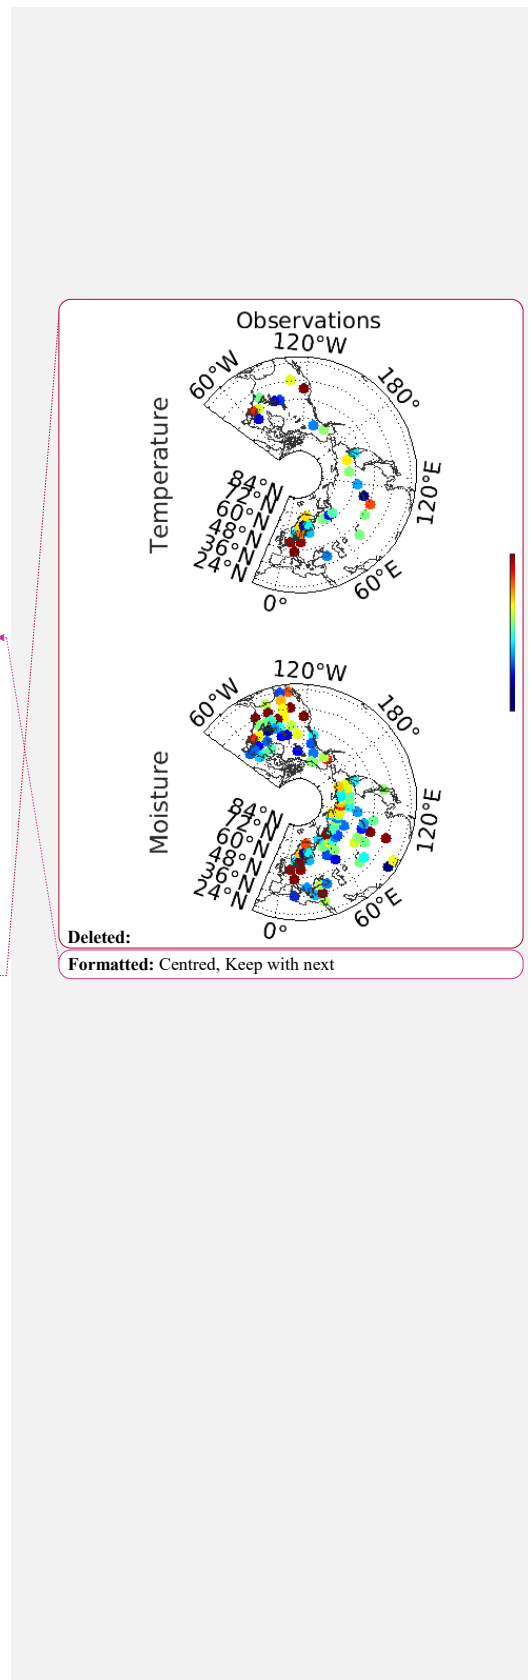 Observations
Temperature
60°W
120°W
180°
120°E
60°E
0°
84°N
72°N
60°N
48°N
36°N
24°N
Moisture
60°W
120°W
180°
120°E
60°E
0°
84°N
72°N
60°N
48°N
36°N
24°N
Deleted:
Formatted: Centred, Keep with next